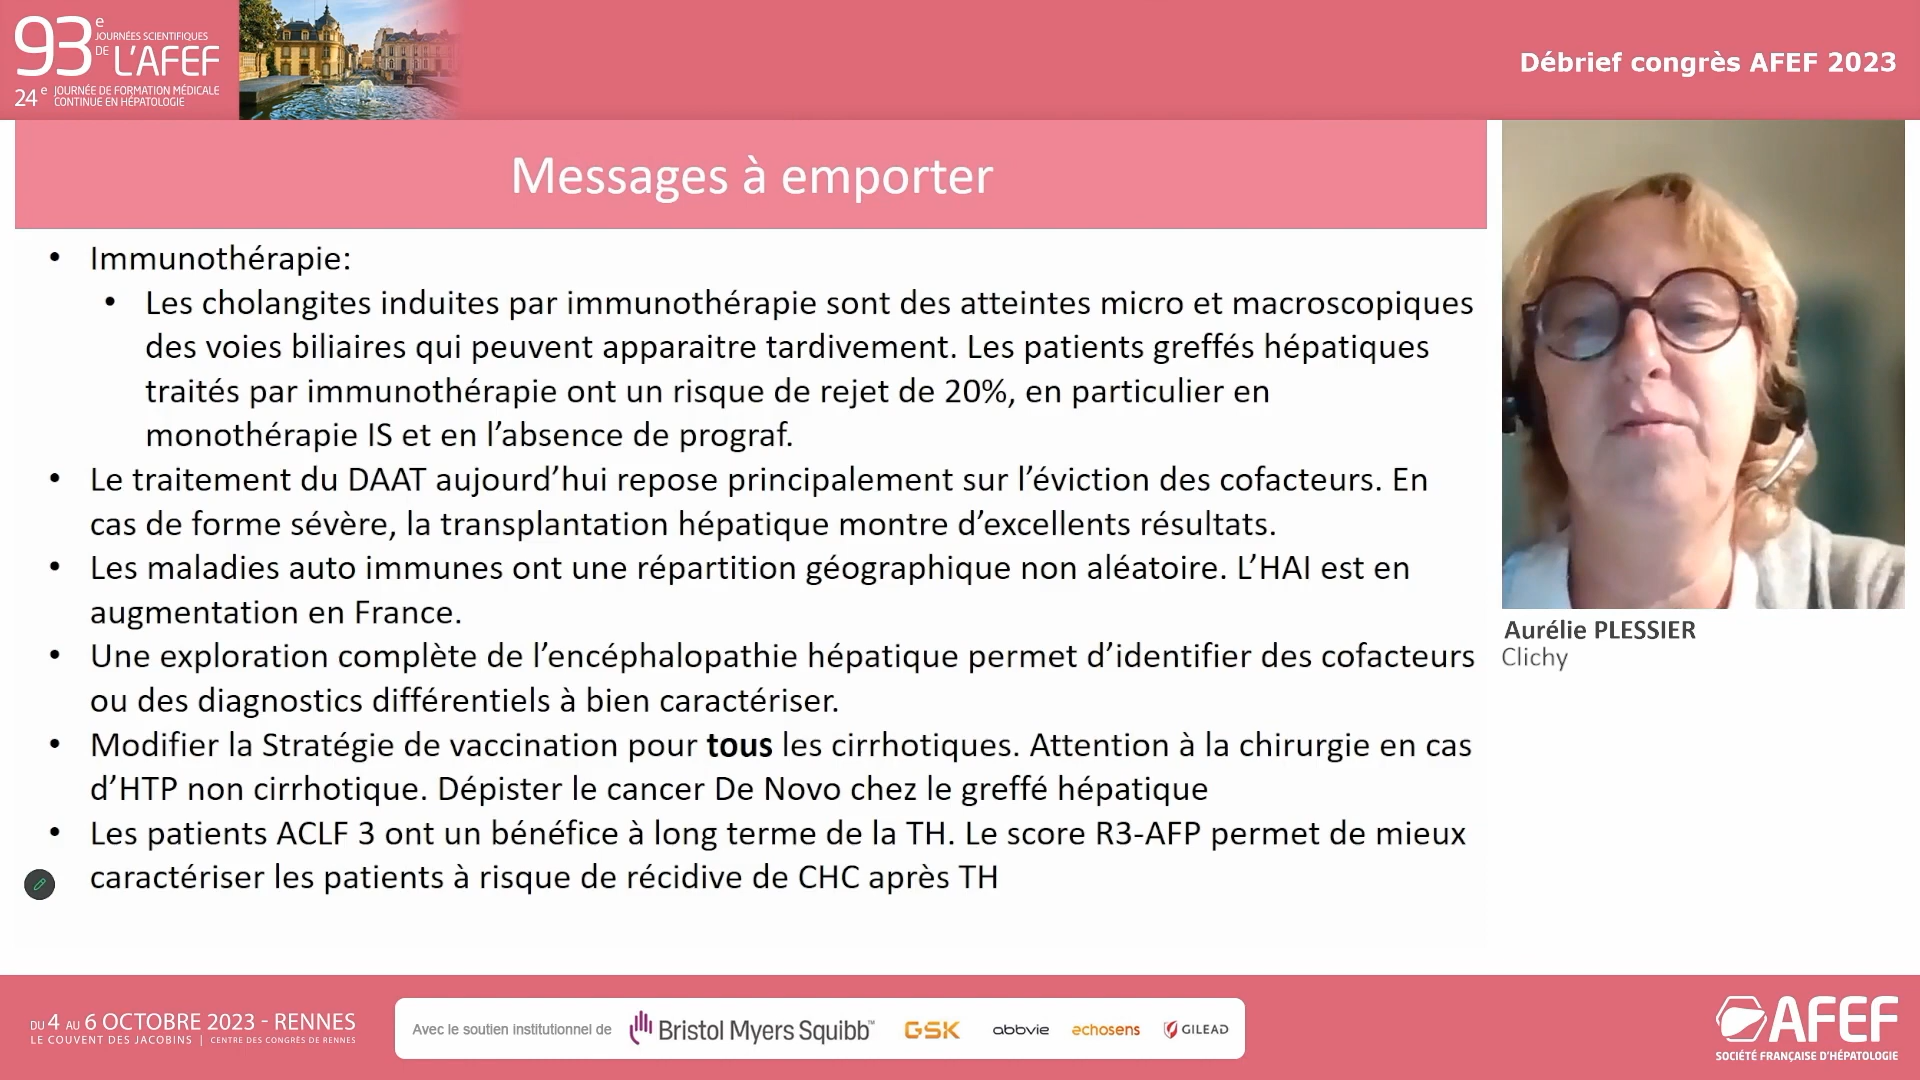 93e JOURNÉES SCIENTIFIQUES
DE L'AFEF
24e JOURNÉE DE FORMATION MÉDICALE
CONTINUE EN HÉPATOLOGIE
Débrief congrès AFEF 2023
Messages à emporter
• Immunothérapie:
• Les cholangites induites par immunothérapie sont des atteintes micro et macroscopiques
des voies biliaires qui peuvent apparaitre tardivement. Les patients greffés hépatiques
traités par immunothérapie ont un risque de rejet de 20%, en particulier en
monothérapie IS et en l'absence de prograf.
• Le traitement du DAAT aujourd'hui repose principalement sur l'éviction des cofacteurs. En
cas de forme sévère, la transplantation hépatique montre d'excellents résultats.
• Les maladies auto immunes ont une répartition géographique non aléatoire. L'HAI est en
augmentation en France.
• Une exploration complète de l'encéphalopathie hépatique permet d'identifier des cofacteurs
ou des diagnostics différentiels à bien caractériser.
• Modifier la Stratégie de vaccination pour tous les cirrhotiques. Attention à la chirurgie en cas
d'HTP non cirrhotique. Dépister le cancer De Novo chez le greffé hépatique
• Les patients ACLF 3 ont un bénéfice à long terme de la TH. Le score R3-AFP permet de mieux
caractériser les patients à risque de récidive de CHC après TH
Aurélie PLESSIER
Clichy
DU 4 AU 6 OCTOBRE 2023 - RENNES
LE COUVENT DES JACOBINS | CENTRE DES CONGRÈS DE RENNES
Avec le soutien institutionnel de Bristol Myers Squibb™ GSK abbvie echosens GILEAD
AFEF
SOCIÉTÉ FRANÇAISE D'HÉPATOLOGIE